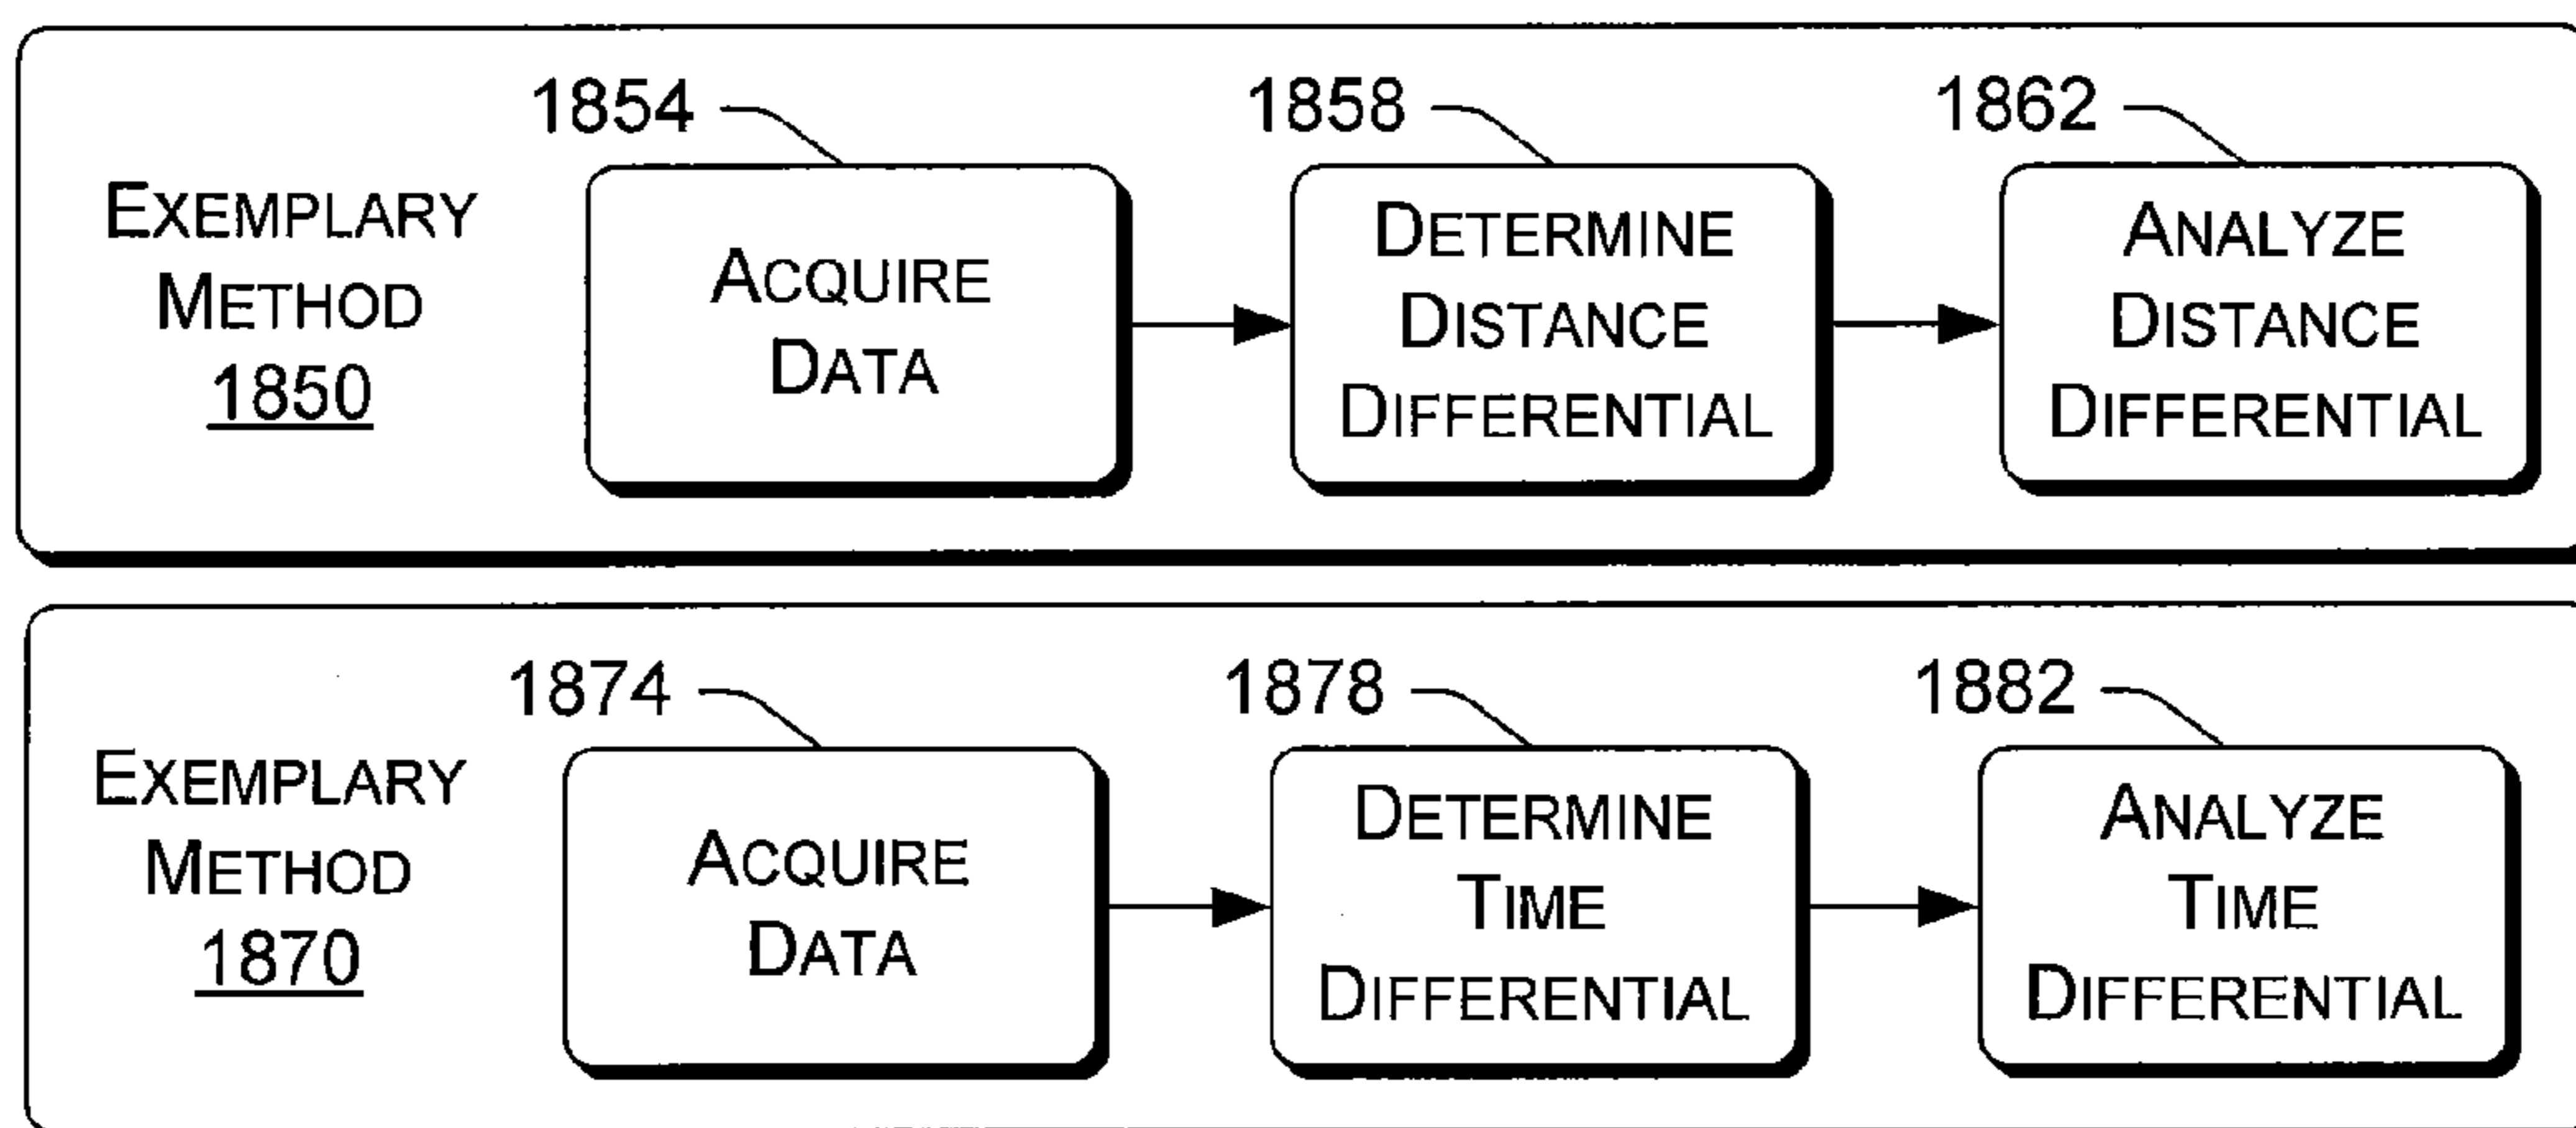 1854
1858
1862
EXEMPLARY
METHOD
1850
ACQUIRE
DATA
DETERMINE
DISTANCE
DIFFERENTIAL
ANALYZE
DISTANCE
DIFFERENTIAL
1874
1878
1882
EXEMPLARY
METHOD
1870
ACQUIRE
DATA
DETERMINE
TIME
DIFFERENTIAL
ANALYZE
TIME
DIFFERENTIAL